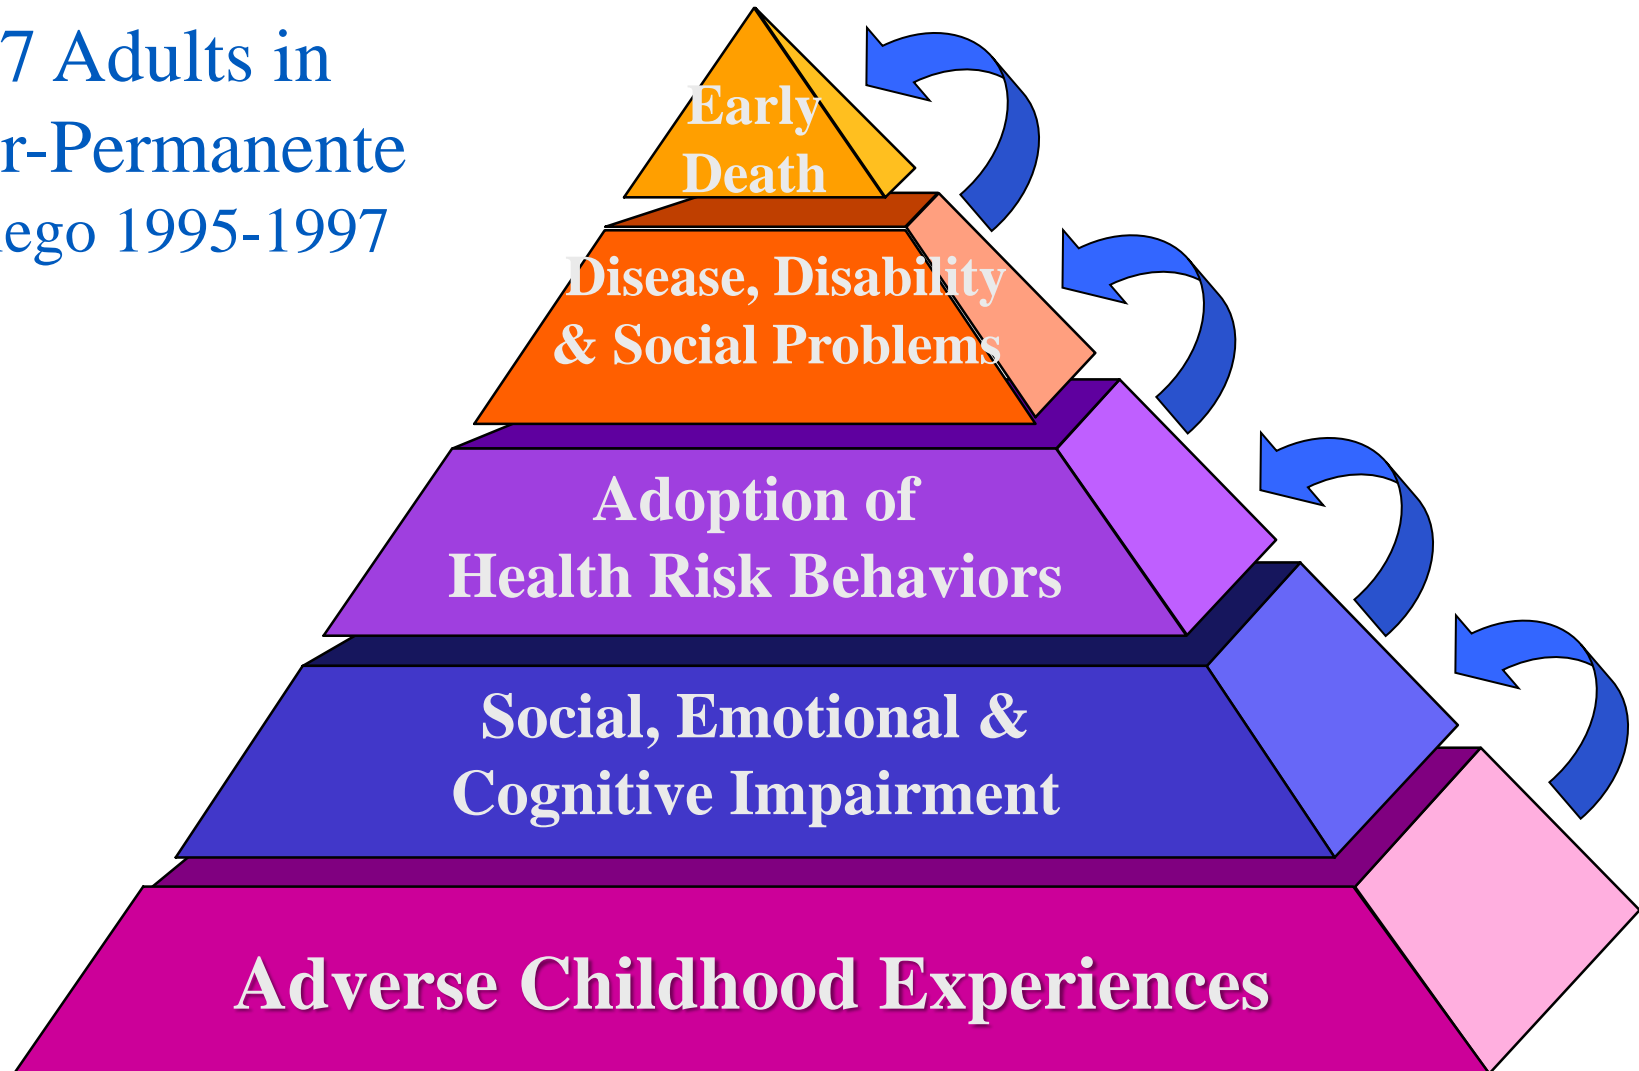 7 Adults in
r-Permanente
iego 1995-1997
Early
Death
Disease, Disability
& Social Problems
Adoption of
Health Risk Behaviors
Social, Emotional &
Cognitive Impairment
Adverse Childhood Experiences